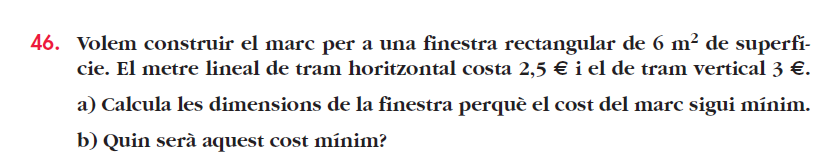 46. Volem construir el marc per a una finestra rectangular de 6 m² de superfí-
cie. El metre lineal de tram horitzontal costa 2,5 € i el de tram vertical 3 €.
a) Calcula les dimensions de la finestra perquè el cost del marc sigui mínim.
b) Quin serà aquest cost mínim?